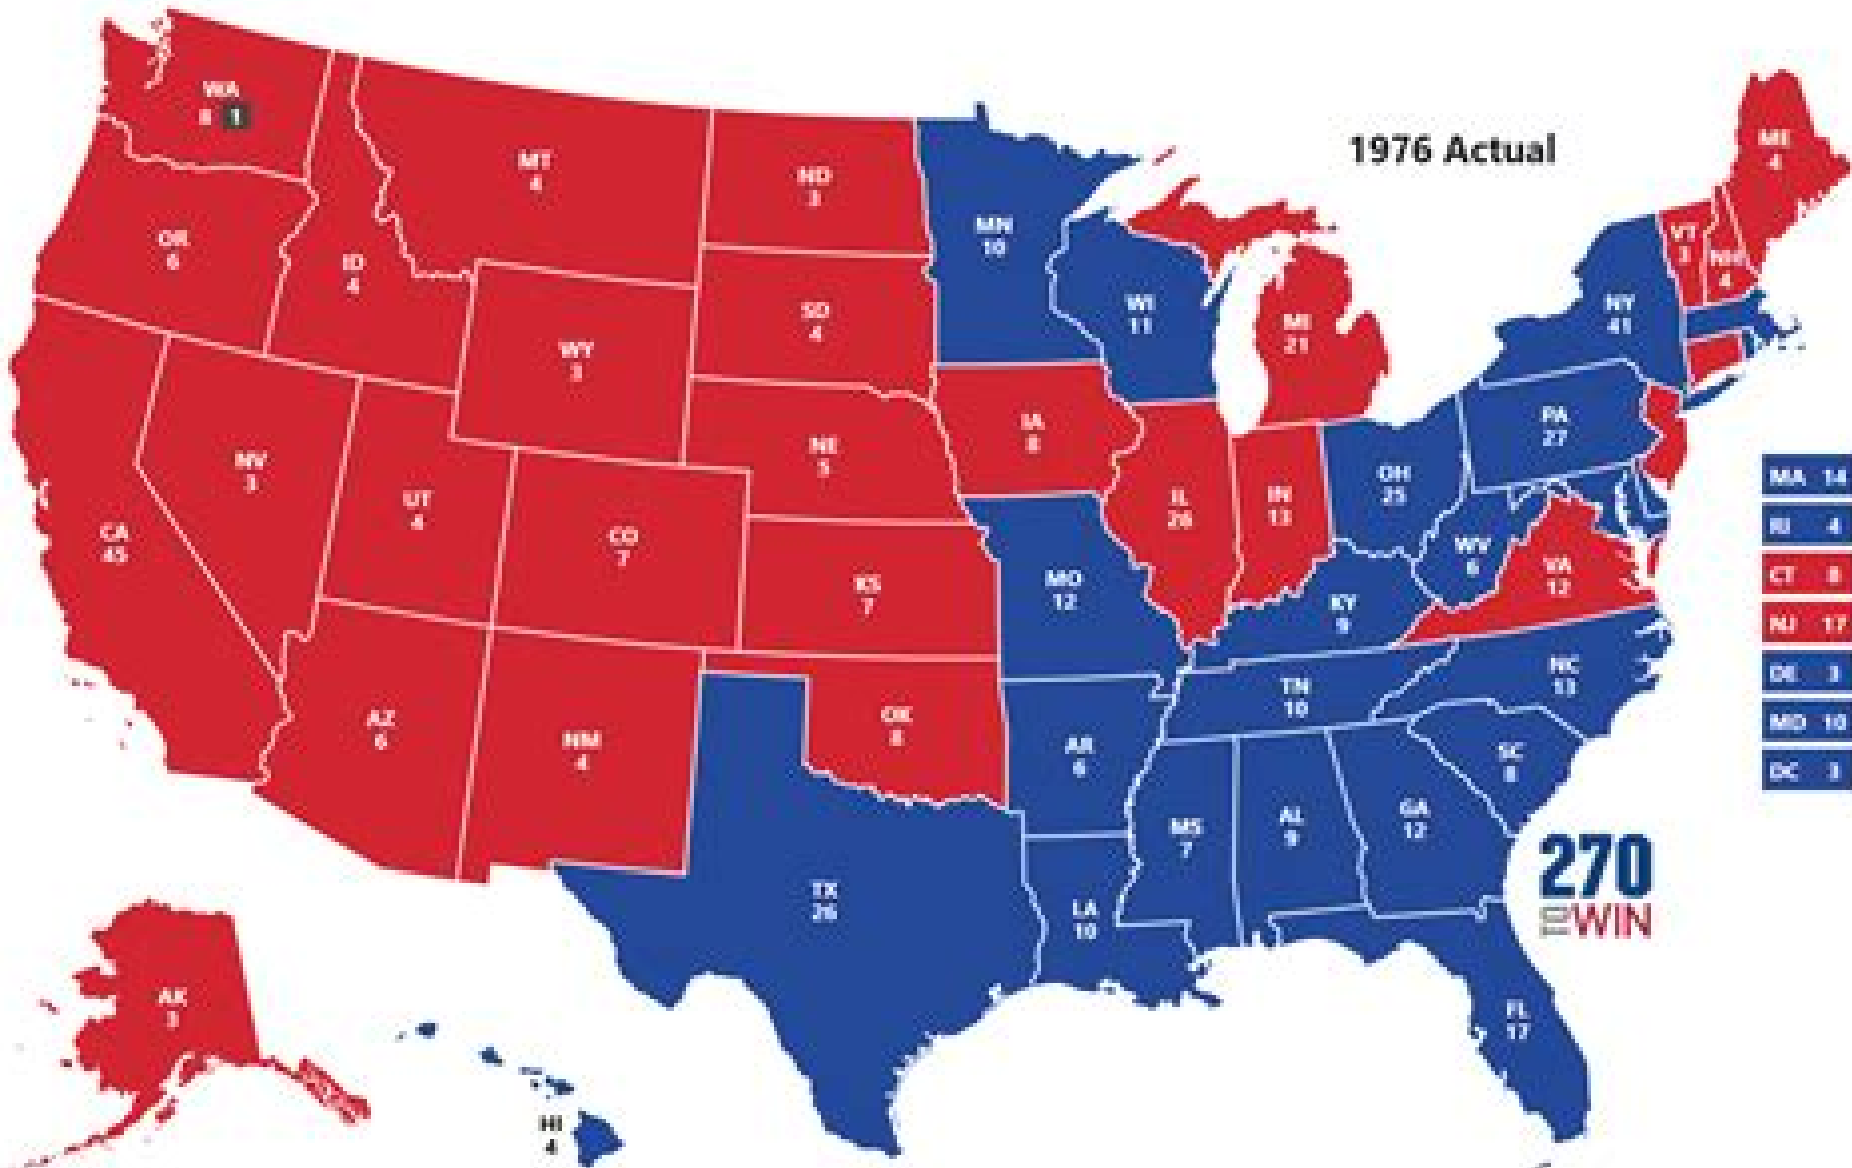 WA
8 1
MT
4
ND
3
1976 Actual
ME
4
OR
6
ID
4
MN
10
VT
3
NH
4
WY
3
SD
4
WI
11
MI
21
NY
41
NV
3
UT
4
CO
7
NE
5
IA
8
IL
26
IN
13
OH
25
PA
27
CA
45
KS
7
MO
12
KY
9
WV
6
VA
12
MA 14
RI 4
CT 8
NJ 17
DE 3
MD 10
DC 3
AZ
6
NM
4
OK
8
AR
6
TN
10
NC
13
SC
8
TX
26
LA
10
MS
7
AL
9
GA
12
270
TO WIN
FL
17
AK
3
HI
4